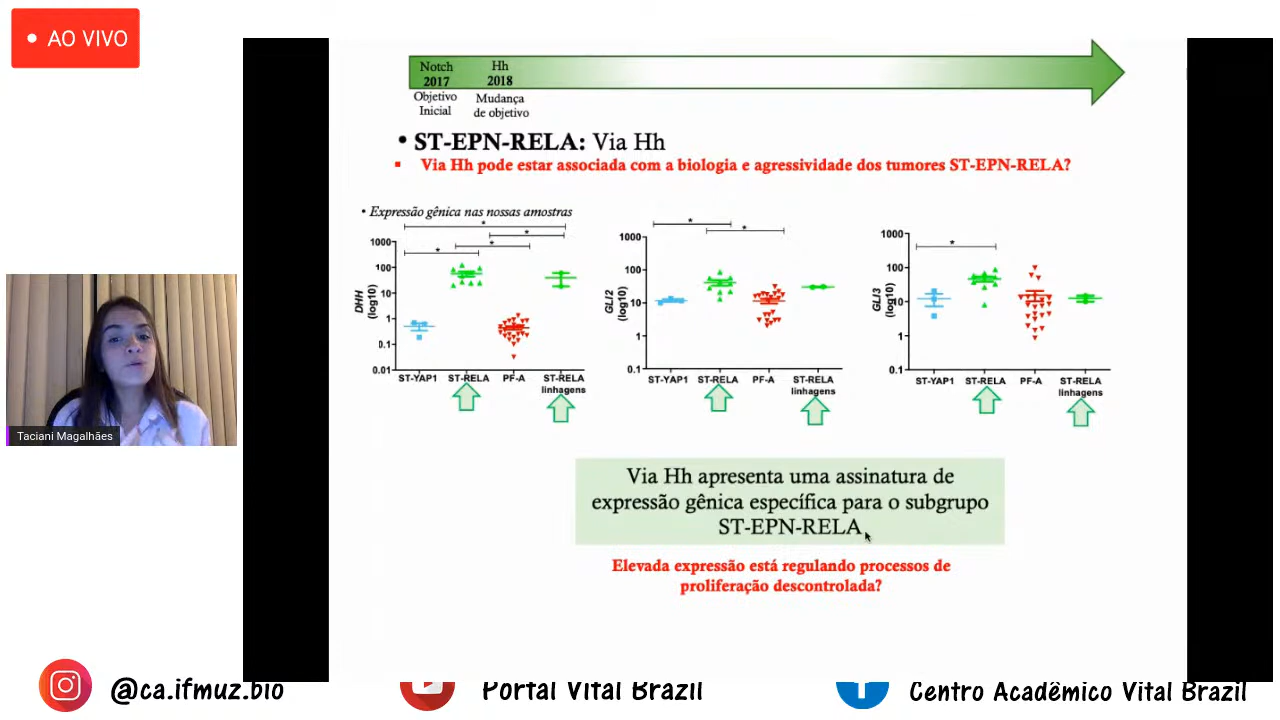 AO VIVO
Notch
2017
Objetivo
Inicial
Hh
2018
Mudança
de objetivo
• ST-EPN-RELA: Via Hh
▪ Via Hh pode estar associada com a biologia e agressividade dos tumores ST-EPN-RELA?
• Expressão gênica nas nossas amostras
* * * * *
DHH
(log10)
1000
100
10
1
0.1
0.01
ST-YAP1 ST-RELA PF-A ST-RELA
linhagens
* *
GLI2
(log10)
1000
100
10
1
0.1
ST-YAP1 ST-RELA PF-A ST-RELA
linhagens
*
GLI3
(log10)
1000
100
10
1
0.1
ST-YAP1 ST-RELA PF-A ST-RELA
linhagens
Via Hh apresenta uma assinatura de
expressão gênica específica para o subgrupo
ST-EPN-RELA
Elevada expressão está regulando processos de
proliferação descontrolada?
Taciani Magalhães
@ca.ifmuz.bio
Portal Vital Brazil
Centro Acadêmico Vital Brazil